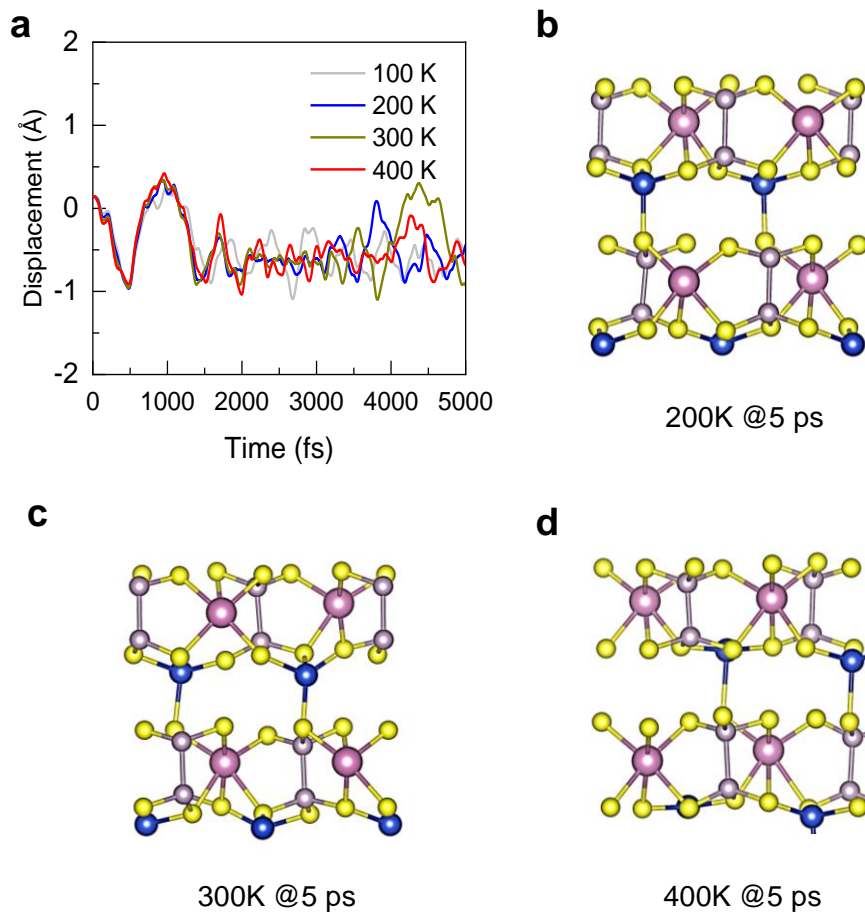 a
2
1
0
-1
-2
Displacement (Å)
0 1000 2000 3000 4000 5000
Time (fs)
100 K
200 K
300 K
400 K
b
200K @5 ps
c
300K @5 ps
d
400K @5 ps